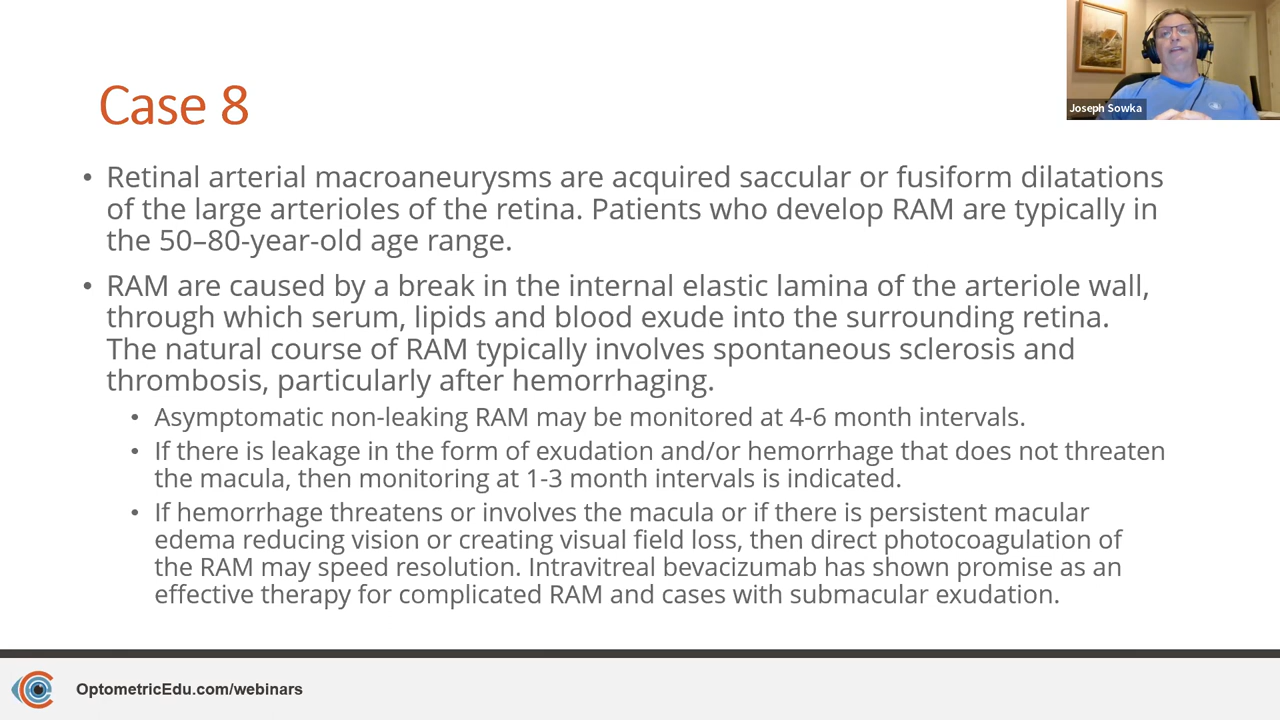 Joseph Sowka
Case 8
• Retinal arterial macroaneurysms are acquired saccular or fusiform dilatations
of the large arterioles of the retina. Patients who develop RAM are typically in
the 50–80-year-old age range.
• RAM are caused by a break in the internal elastic lamina of the arteriole wall,
through which serum, lipids and blood exude into the surrounding retina.
The natural course of RAM typically involves spontaneous sclerosis and
thrombosis, particularly after hemorrhaging.
• Asymptomatic non-leaking RAM may be monitored at 4-6 month intervals.
• If there is leakage in the form of exudation and/or hemorrhage that does not threaten
the macula, then monitoring at 1-3 month intervals is indicated.
• If hemorrhage threatens or involves the macula or if there is persistent macular
edema reducing vision or creating visual field loss, then direct photocoagulation of
the RAM may speed resolution. Intravitreal bevacizumab has shown promise as an
effective therapy for complicated RAM and cases with submacular exudation.
OptometricEdu.com/webinars